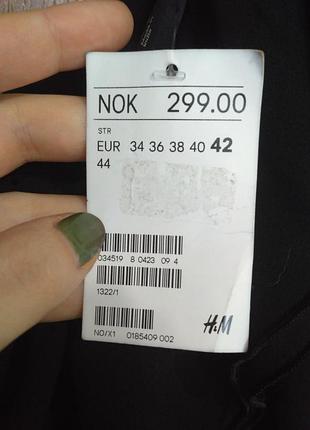 NOK 299.00
STR
EUR 34 36 38 40 42
44
034519 8 0423 09 4
1322/1
NO/X1 0185409 002
H&M